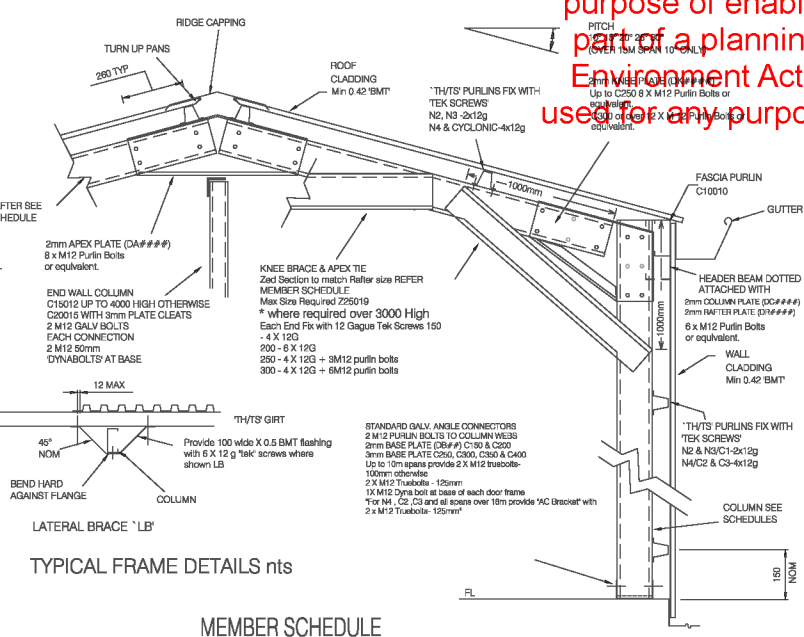 purpose of enabli
part of a plannin
Environment Act
used for any purpo
RIDGE CAPPING
TURN UP PANS
260 TYP
ROOF
CLADDING
Min 0.42 'BMT'
PITCH
10° 15° 20° 25° 30°
(OVER 15M SPAN 10° ONLY)
2mm KNEE PLATE (DK####)
Up to C250 8 X M12 Purlin Bolts or
equivalent.
C300 or over 12 X M12 Purlin Bolts or
equivalent.
`TH/TS' PURLINS FIX WITH
'TEK SCREWS'
N2, N3 -2x12g
N4 & CYCLONIC-4x12g
1000mm
FASCIA PURLIN
C10010
GUTTER
FTER SEE
HEDULE
2mm APEX PLATE (DA####)
8 x M12 Purlin Bolts
or equivalent.
END WALL COLUMN
C15012 UP TO 4000 HIGH OTHERWISE
C20015 WITH 3mm PLATE CLEATS
2 M12 GALV BOLTS
EACH CONNECTION
2 M12 50mm
'DYNABOLTS' AT BASE
KNEE BRACE & APEX TIE
Zed Section to match Rafter size REFER
MEMBER SCHEDULE
Max Size Required Z25019
* where required over 3000 High
Each End Fix with 12 Gague Tek Screws 150
- 4 X 12G
200 - 6 X 12G
250 - 4 X 12G + 3M12 purlin bolts
300 - 4 X 12G + 6M12 purlin bolts
1000mm
HEADER BEAM DOTTED
ATTACHED WITH
2mm COLUMN PLATE (DC####)
2mm RAFTER PLATE (DR####)
6 x M12 Purlin Bolts
or equivalent.
WALL
CLADDING
Min 0.42 'BMT'
12 MAX
'TH/TS' GIRT
45°
NOM
Provide 100 wide X 0.5 BMT flashing
with 6 X 12 g "tek" screws where
shown LB
BEND HARD
AGAINST FLANGE
COLUMN
LATERAL BRACE `LB'
STANDARD GALV. ANGLE CONNECTORS
2 M12 PURLIN BOLTS TO COLUMN WEBS
2mm BASE PLATE (DB##) C150 & C200
3mm BASE PLATE C250, C300, C350 & C400
Up to 10m spans provide 2 X M12 truebolts-
100mm otherwise
2 X M12 Truebolts - 125mm
1X M12 Dyna bolt at base of each door frame
"For N4 , C2 ,C3 and all spans over 18m provide "AC Bracket" with
2 x M12 Truebolts- 125mm"
`TH/TS' PURLINS FIX WITH
'TEK SCREWS'
N2 & N3/C1-2x12g
N4/C2 & C3-4x12g
COLUMN SEE
SCHEDULES
150
NOM
FL
TYPICAL FRAME DETAILS nts
MEMBER SCHEDULE